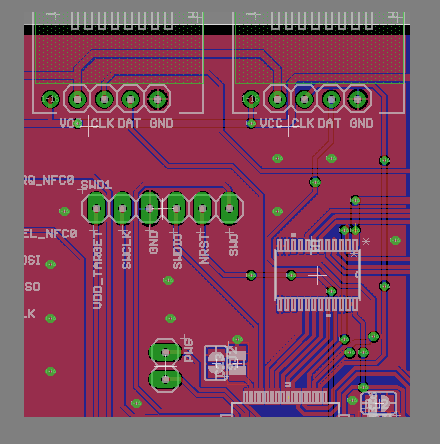 VCC CLK DAT GND
VCC CLK DAT GND
RQ_NFC0
SWD1
EL_NFC0
OSI
SO
LK
VDD_TARGET
SWCLK
GND
SWDIO
NRST
SWO